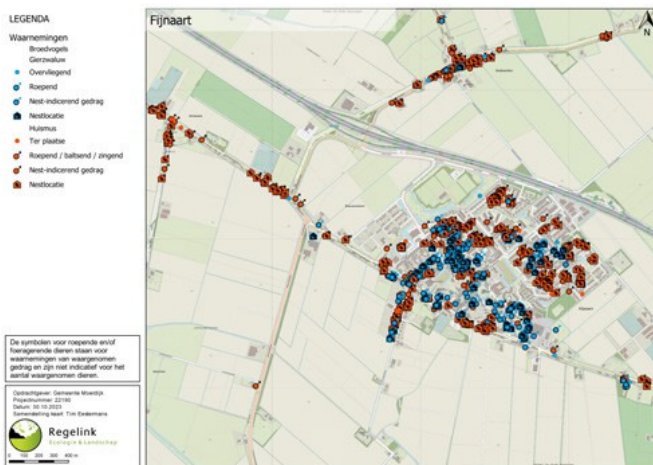 LEGENDA
Waarnemingen
Broedvogels
Gierzwaluw
Overvliegend
Roepend
Nest-indicerend gedrag
Nestlocatie
Huismus
Ter plaatse
Roepend / baltsend / zingend
Nest-indicerend gedrag
Nestlocatie
De symbolen voor roepende en/of
foeragerende dieren staan voor
waarnemingen van waargenomen
gedrag en zijn niet indicatief voor het
aantal waargenomen dieren.
Opdrachtgever: Gemeente Moerdijk
Projectnummer: 22190
Datum: 30.10.2023
Samenstelling kaart: Tim Eestermans
Regelink
Ecologie & Landschap
0 100 200 300 400 m
Fijnaart
N